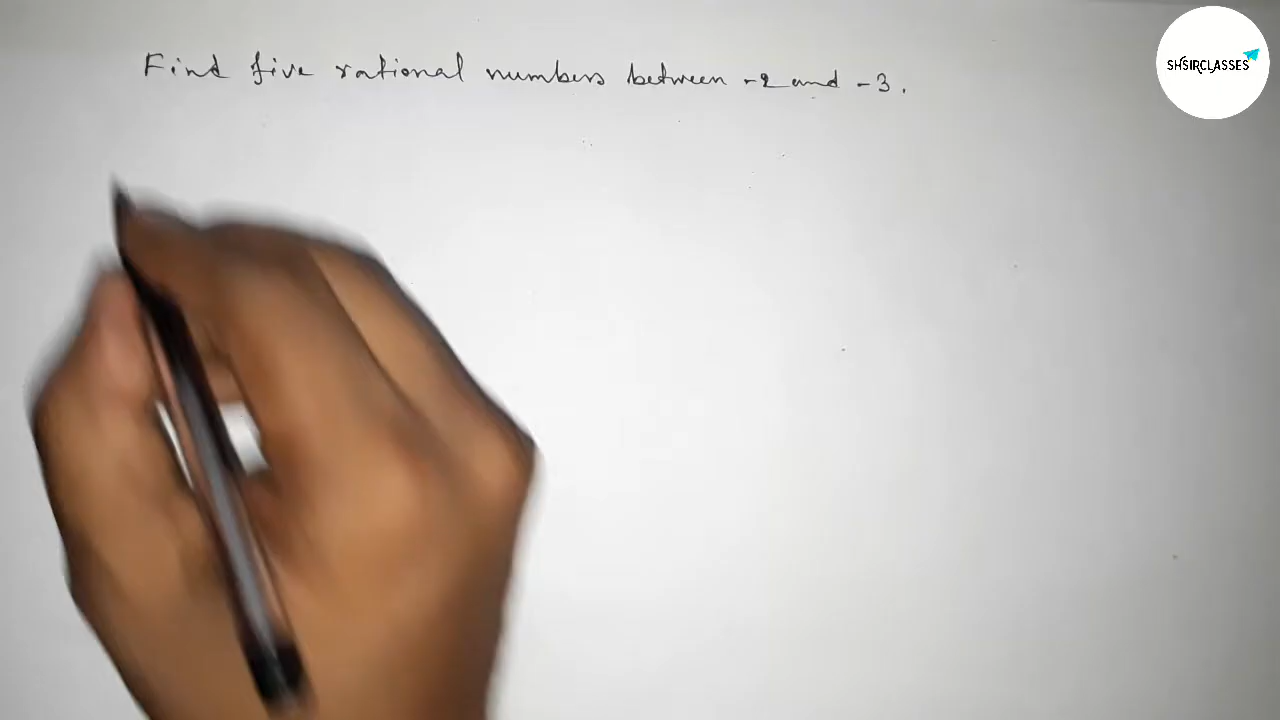 Find five rational numbers between -2 and -3.
SHSIRCLASSES